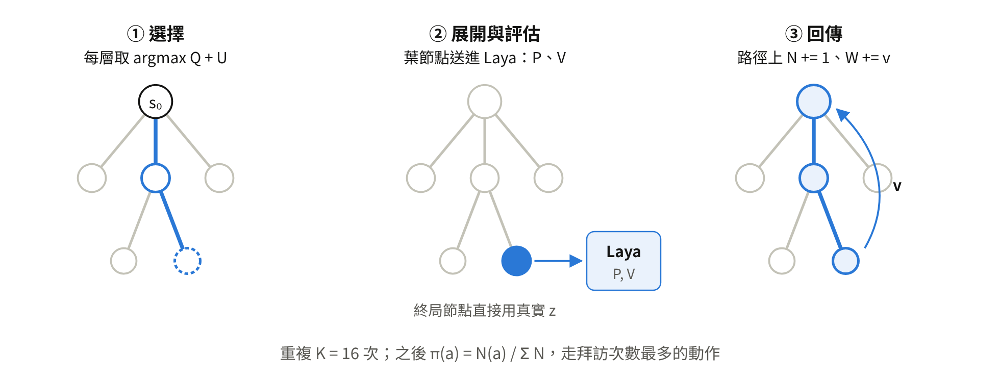 ① 選擇
每層取 argmax Q + U
s₀
② 展開與評估
葉節點送進 Laya：P、V
Laya
P, V
終局節點直接用真實 z
③ 回傳
路徑上 N += 1、W += v
v
重複 K = 16 次；之後 π(a) = N(a) / Σ N，走拜訪次數最多的動作